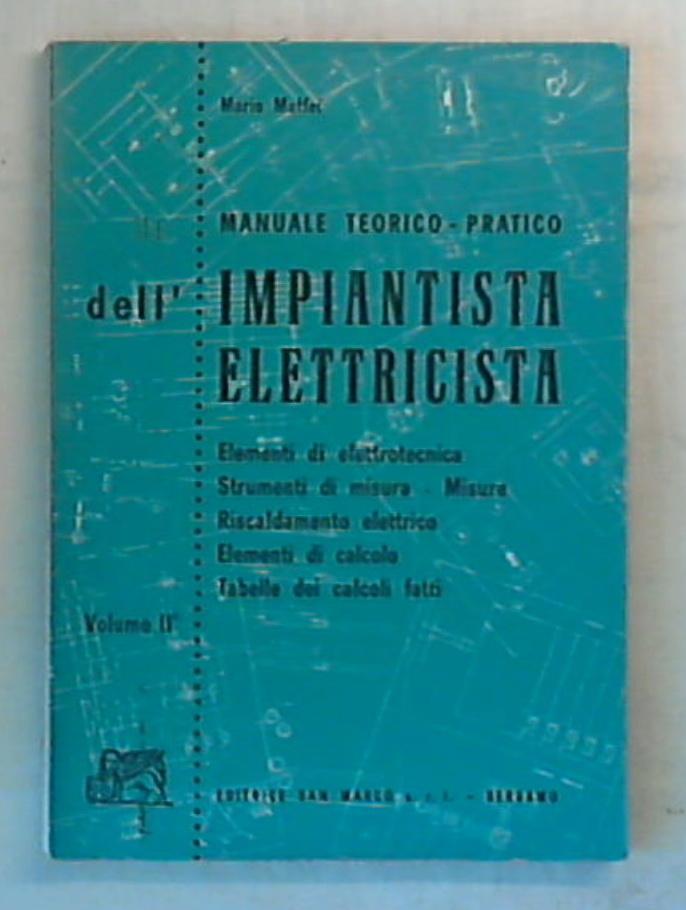 Mario Maffei
MANUALE TEORICO - PRATICO
dell' IMPIANTISTA
ELETTRICISTA
Elementi di elettrotecnica
Strumenti di misura - Misure
Riscaldamento elettrico
Elementi di calcolo
Tabelle dei calcoli fatti
Volume II°
EDITRICE SAN MARCO s. r. l. - BERGAMO